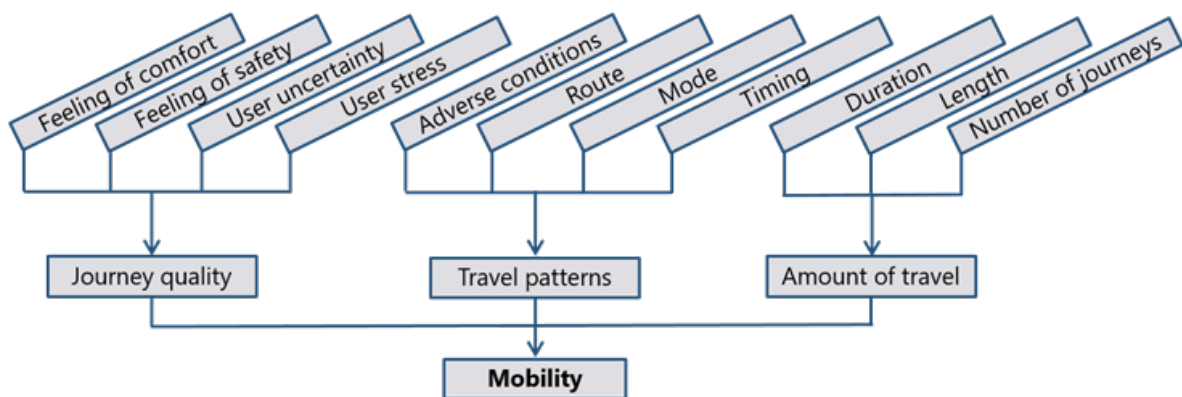 Feeling of comfort
Feeling of safety
User uncertainty
User stress
Adverse conditions
Route
Mode
Timing
Duration
Length
Number of journeys
Journey quality
Travel patterns
Amount of travel
Mobility